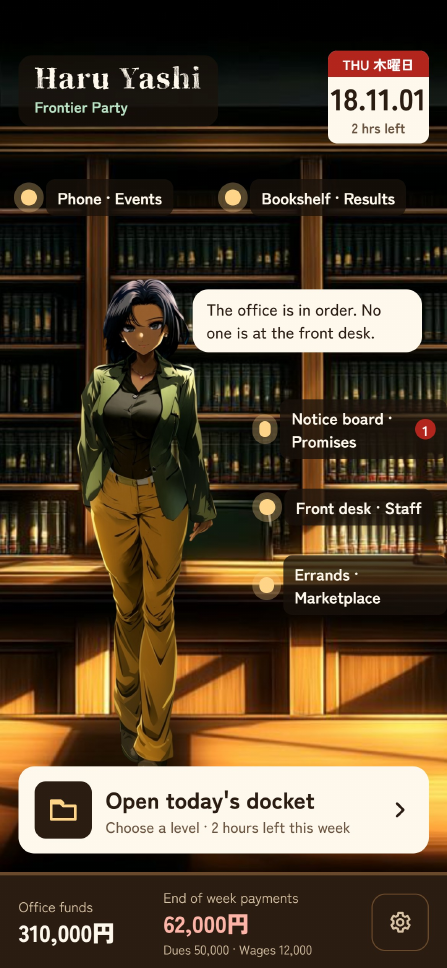 Haru Yashi
Frontier Party
THU 木曜日
18.11.01
2 hrs left
Phone · Events
Bookshelf · Results
The office is in order. No
one is at the front desk.
Notice board ·
Promises
1
Front desk · Staff
Errands ·
Marketplace
Open today's docket
Choose a level · 2 hours left this week
Office funds
310,000円
End of week payments
62,000円
Dues 50,000 · Wages 12,000